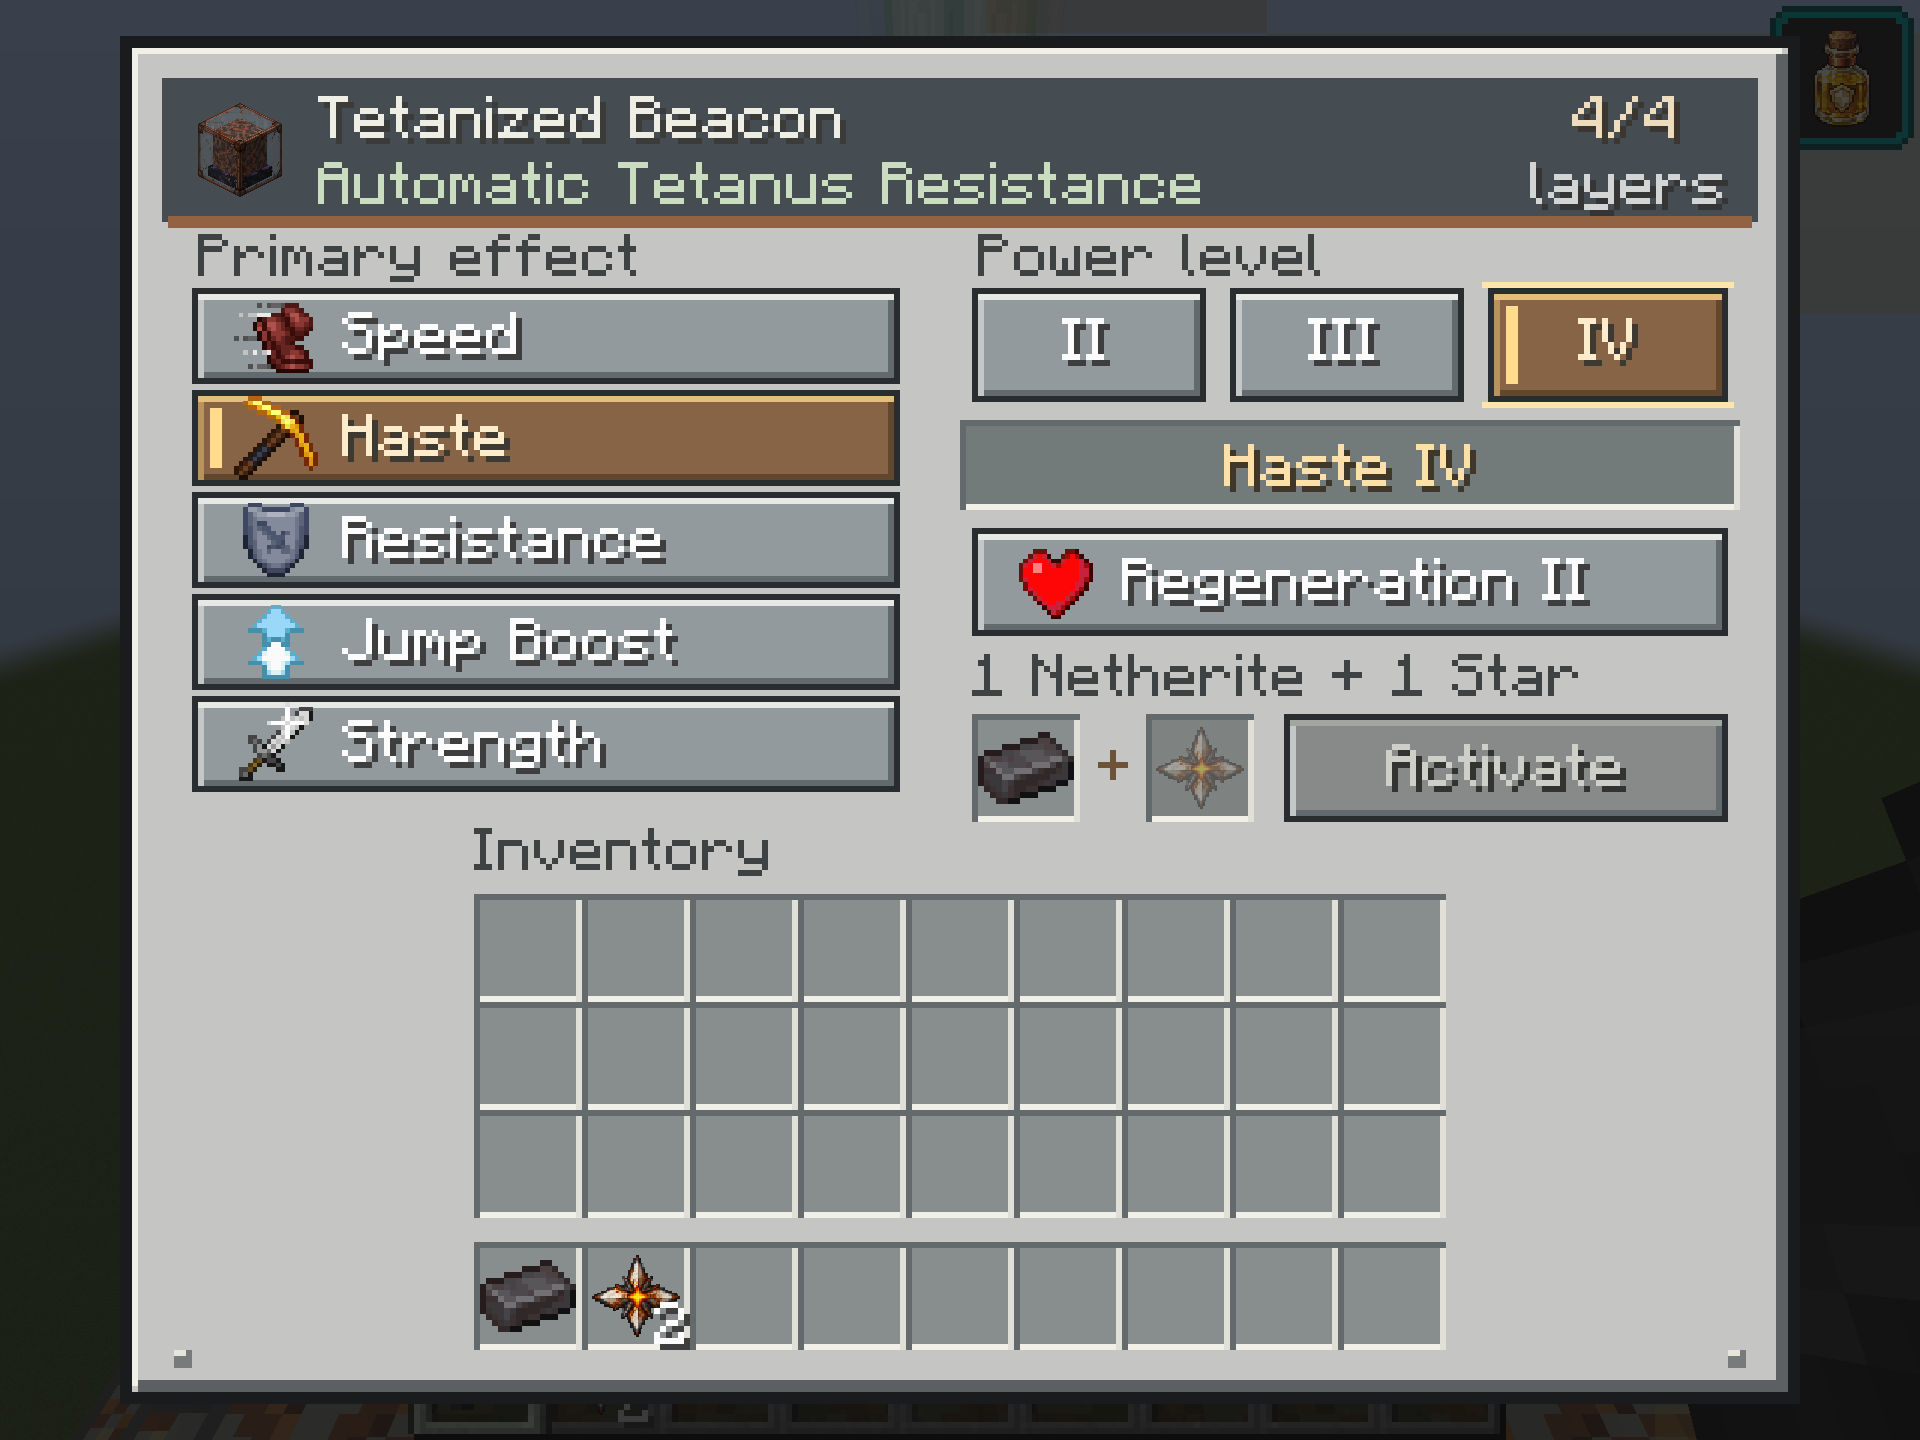 Tetanized Beacon
Automatic Tetanus Resistance
4/4
layers
Primary effect
Speed
Haste
Resistance
Jump Boost
Strength
Power level
II
III
IV
Haste IV
Regeneration II
1 Netherite + 1 Star
+
Activate
Inventory
2
2